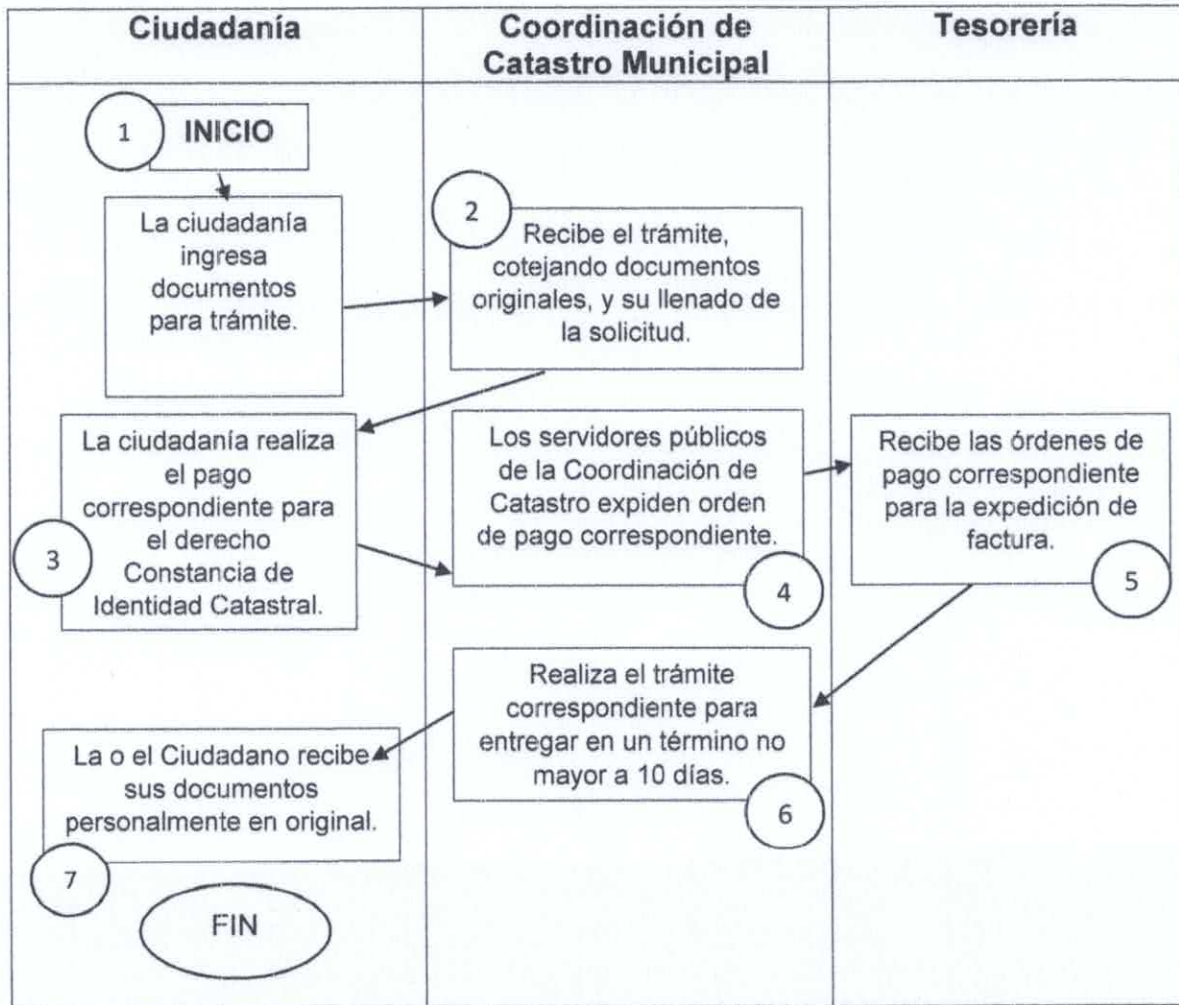 Ciudadanía
Coordinación de
Catastro Municipal
Tesorería
1
INICIO
La ciudadanía
ingresa
documentos
para trámite.
2
Recibe el trámite,
cotejando documentos
originales, y su llenado de
la solicitud.
La ciudadanía realiza
el pago
correspondiente para
el derecho
Constancia de
Identidad Catastral.
3
Los servidores públicos
de la Coordinación de
Catastro expiden orden
de pago correspondiente.
4
Recibe las órdenes de
pago correspondiente
para la expedición de
factura.
5
Realiza el trámite
correspondiente para
entregar en un término no
mayor a 10 días.
6
La o el Ciudadano recibe
sus documentos
personalmente en original.
7
FIN